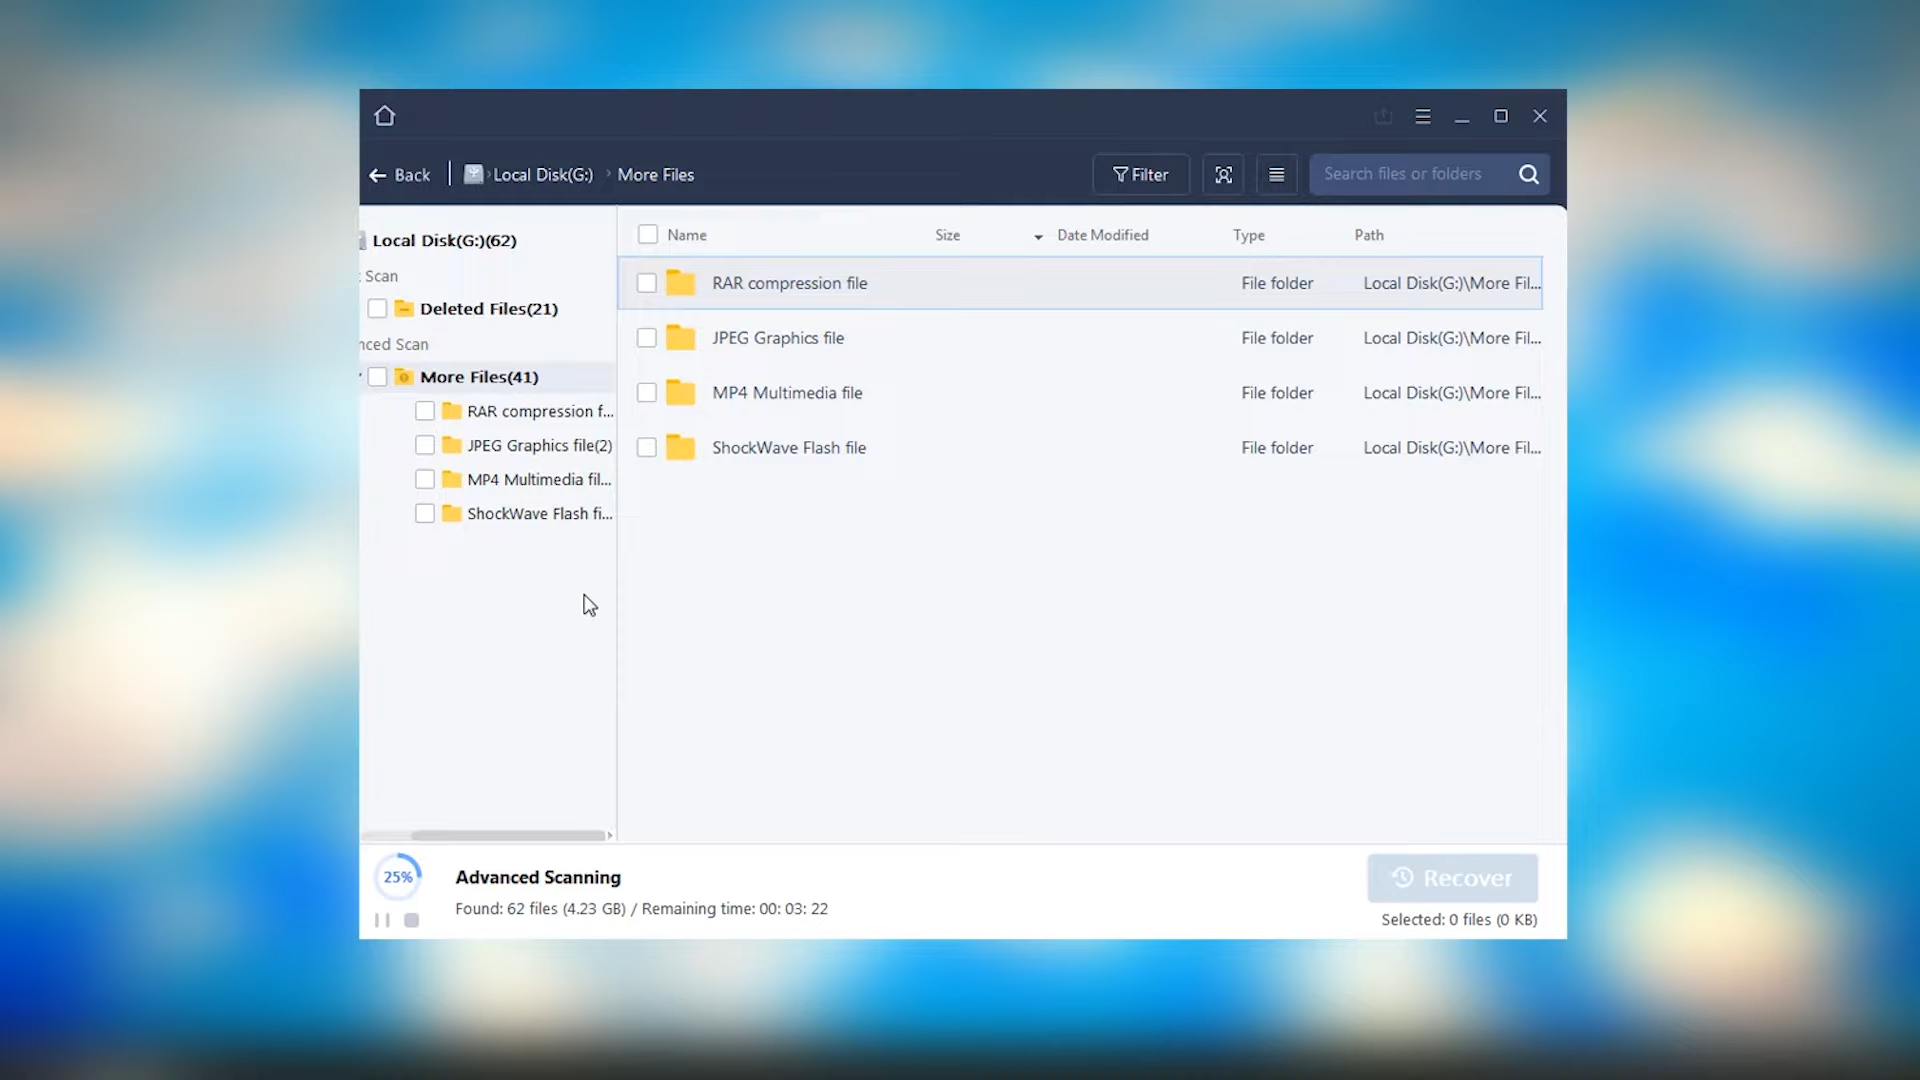 Back
Local Disk(G:)
More Files
Filter
Search files or folders
Local Disk(G:)(62)
Scan
Deleted Files(21)
nced Scan
More Files(41)
RAR compression f...
JPEG Graphics file(2)
MP4 Multimedia fil...
ShockWave Flash fi...
Name Size Date Modified Type Path
RAR compression file File folder Local Disk(G:)\More Fil...
JPEG Graphics file File folder Local Disk(G:)\More Fil...
MP4 Multimedia file File folder Local Disk(G:)\More Fil...
ShockWave Flash file File folder Local Disk(G:)\More Fil...
25%
Advanced Scanning
Found: 62 files (4.23 GB) / Remaining time: 00: 03: 22
Recover
Selected: 0 files (0 KB)